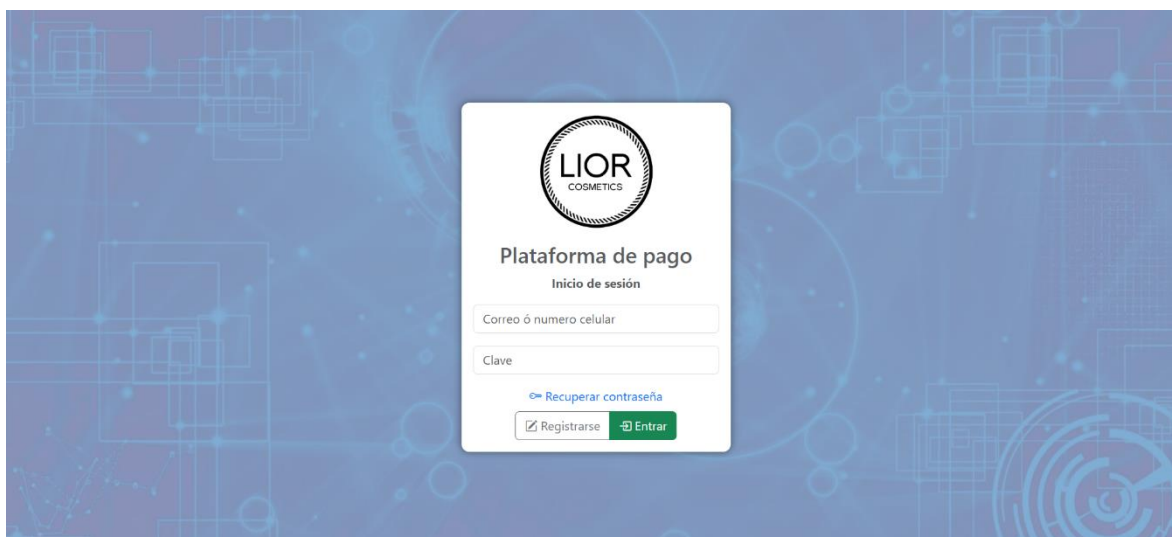 LIOR
COSMETICS
Plataforma de pago
Inicio de sesión
Correo ó numero celular
Clave
Recuperar contraseña
Registrarse Entrar